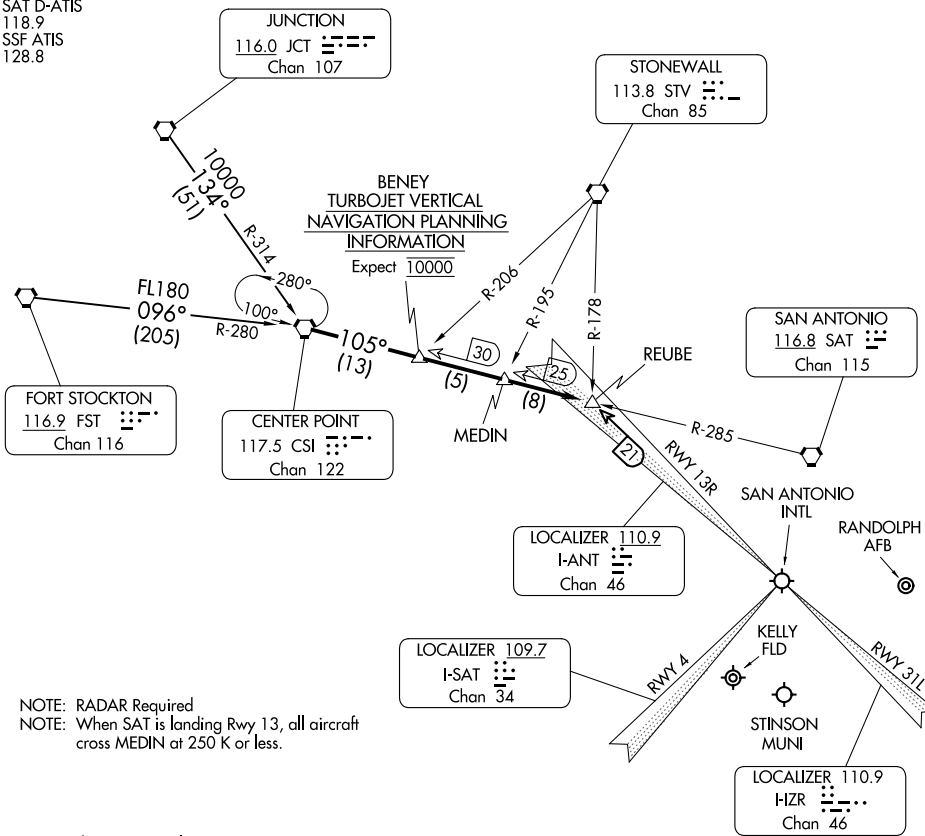 SAT D-ATIS
118.9
SSF ATIS
128.8
JUNCTION
116.0 JCT
Chan 107
STONEWALL
113.8 STV
Chan 85
10000
134°
(51)
R-314
BENEY
TURBOJET VERTICAL
NAVIGATION PLANNING
INFORMATION
Expect 10000
R-206
R-195
R-178
FL180
096°
(205)
R-280
280°
100°
105°
(13)
30
(5)
25
(8)
REUBE
MEDIN
21
R-285
RWY 13R
SAN ANTONIO
116.8 SAT
Chan 115
FORT STOCKTON
116.9 FST
Chan 116
CENTER POINT
117.5 CSI
Chan 122
SAN ANTONIO
INTL
RANDOLPH
AFB
LOCALIZER 110.9
I-ANT
Chan 46
LOCALIZER 109.7
I-SAT
Chan 34
RWY 4
KELLY
FLD
RWY 31L
STINSON
MUNI
NOTE: RADAR Required
NOTE: When SAT is landing Rwy 13, all aircraft
cross MEDIN at 250 K or less.
LOCALIZER 110.9
I-IZR
Chan 46